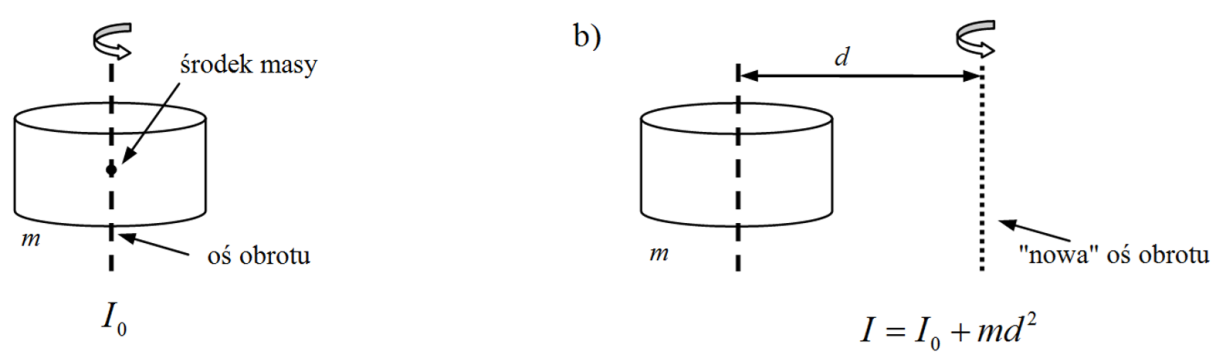 środek masy
m
oś obrotu
I₀
b)
d
m
"nowa" oś obrotu
I = I₀ + md²